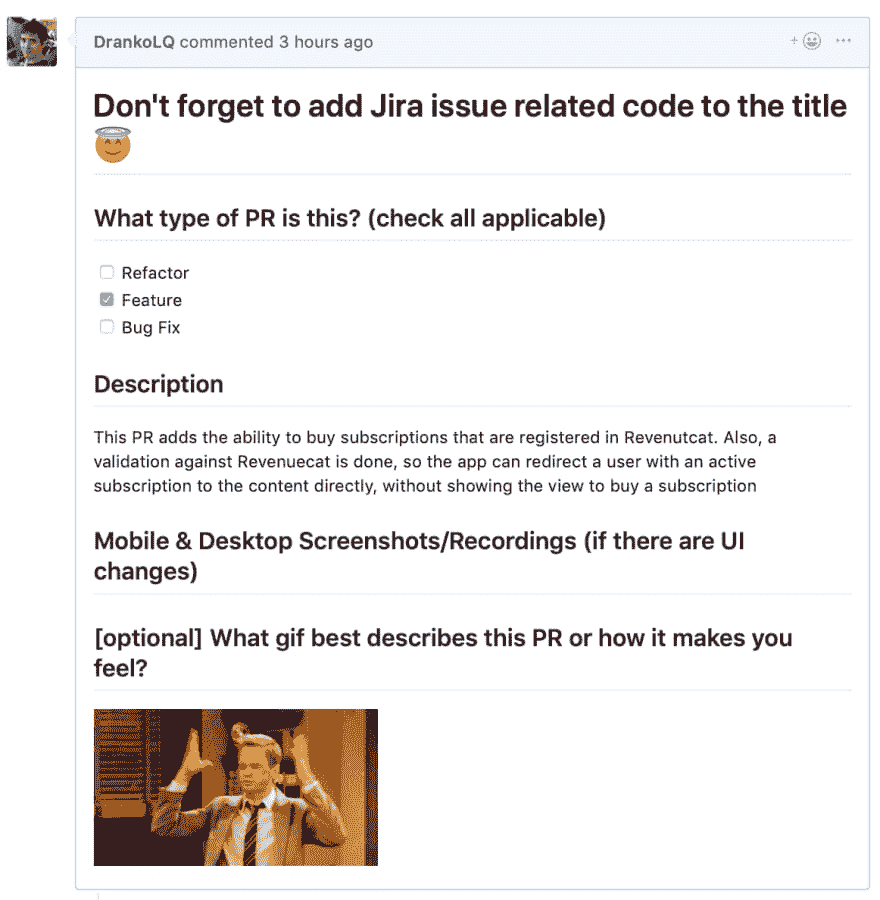 DrankoLQ commented 3 hours ago
Don't forget to add Jira issue related code to the title
What type of PR is this? (check all applicable)
Refactor
Feature
Bug Fix
Description
This PR adds the ability to buy subscriptions that are registered in Revenutcat. Also, a
validation against Revenuecat is done, so the app can redirect a user with an active
subscription to the content directly, without showing the view to buy a subscription
Mobile & Desktop Screenshots/Recordings (if there are UI
changes)
[optional] What gif best describes this PR or how it makes you
feel?